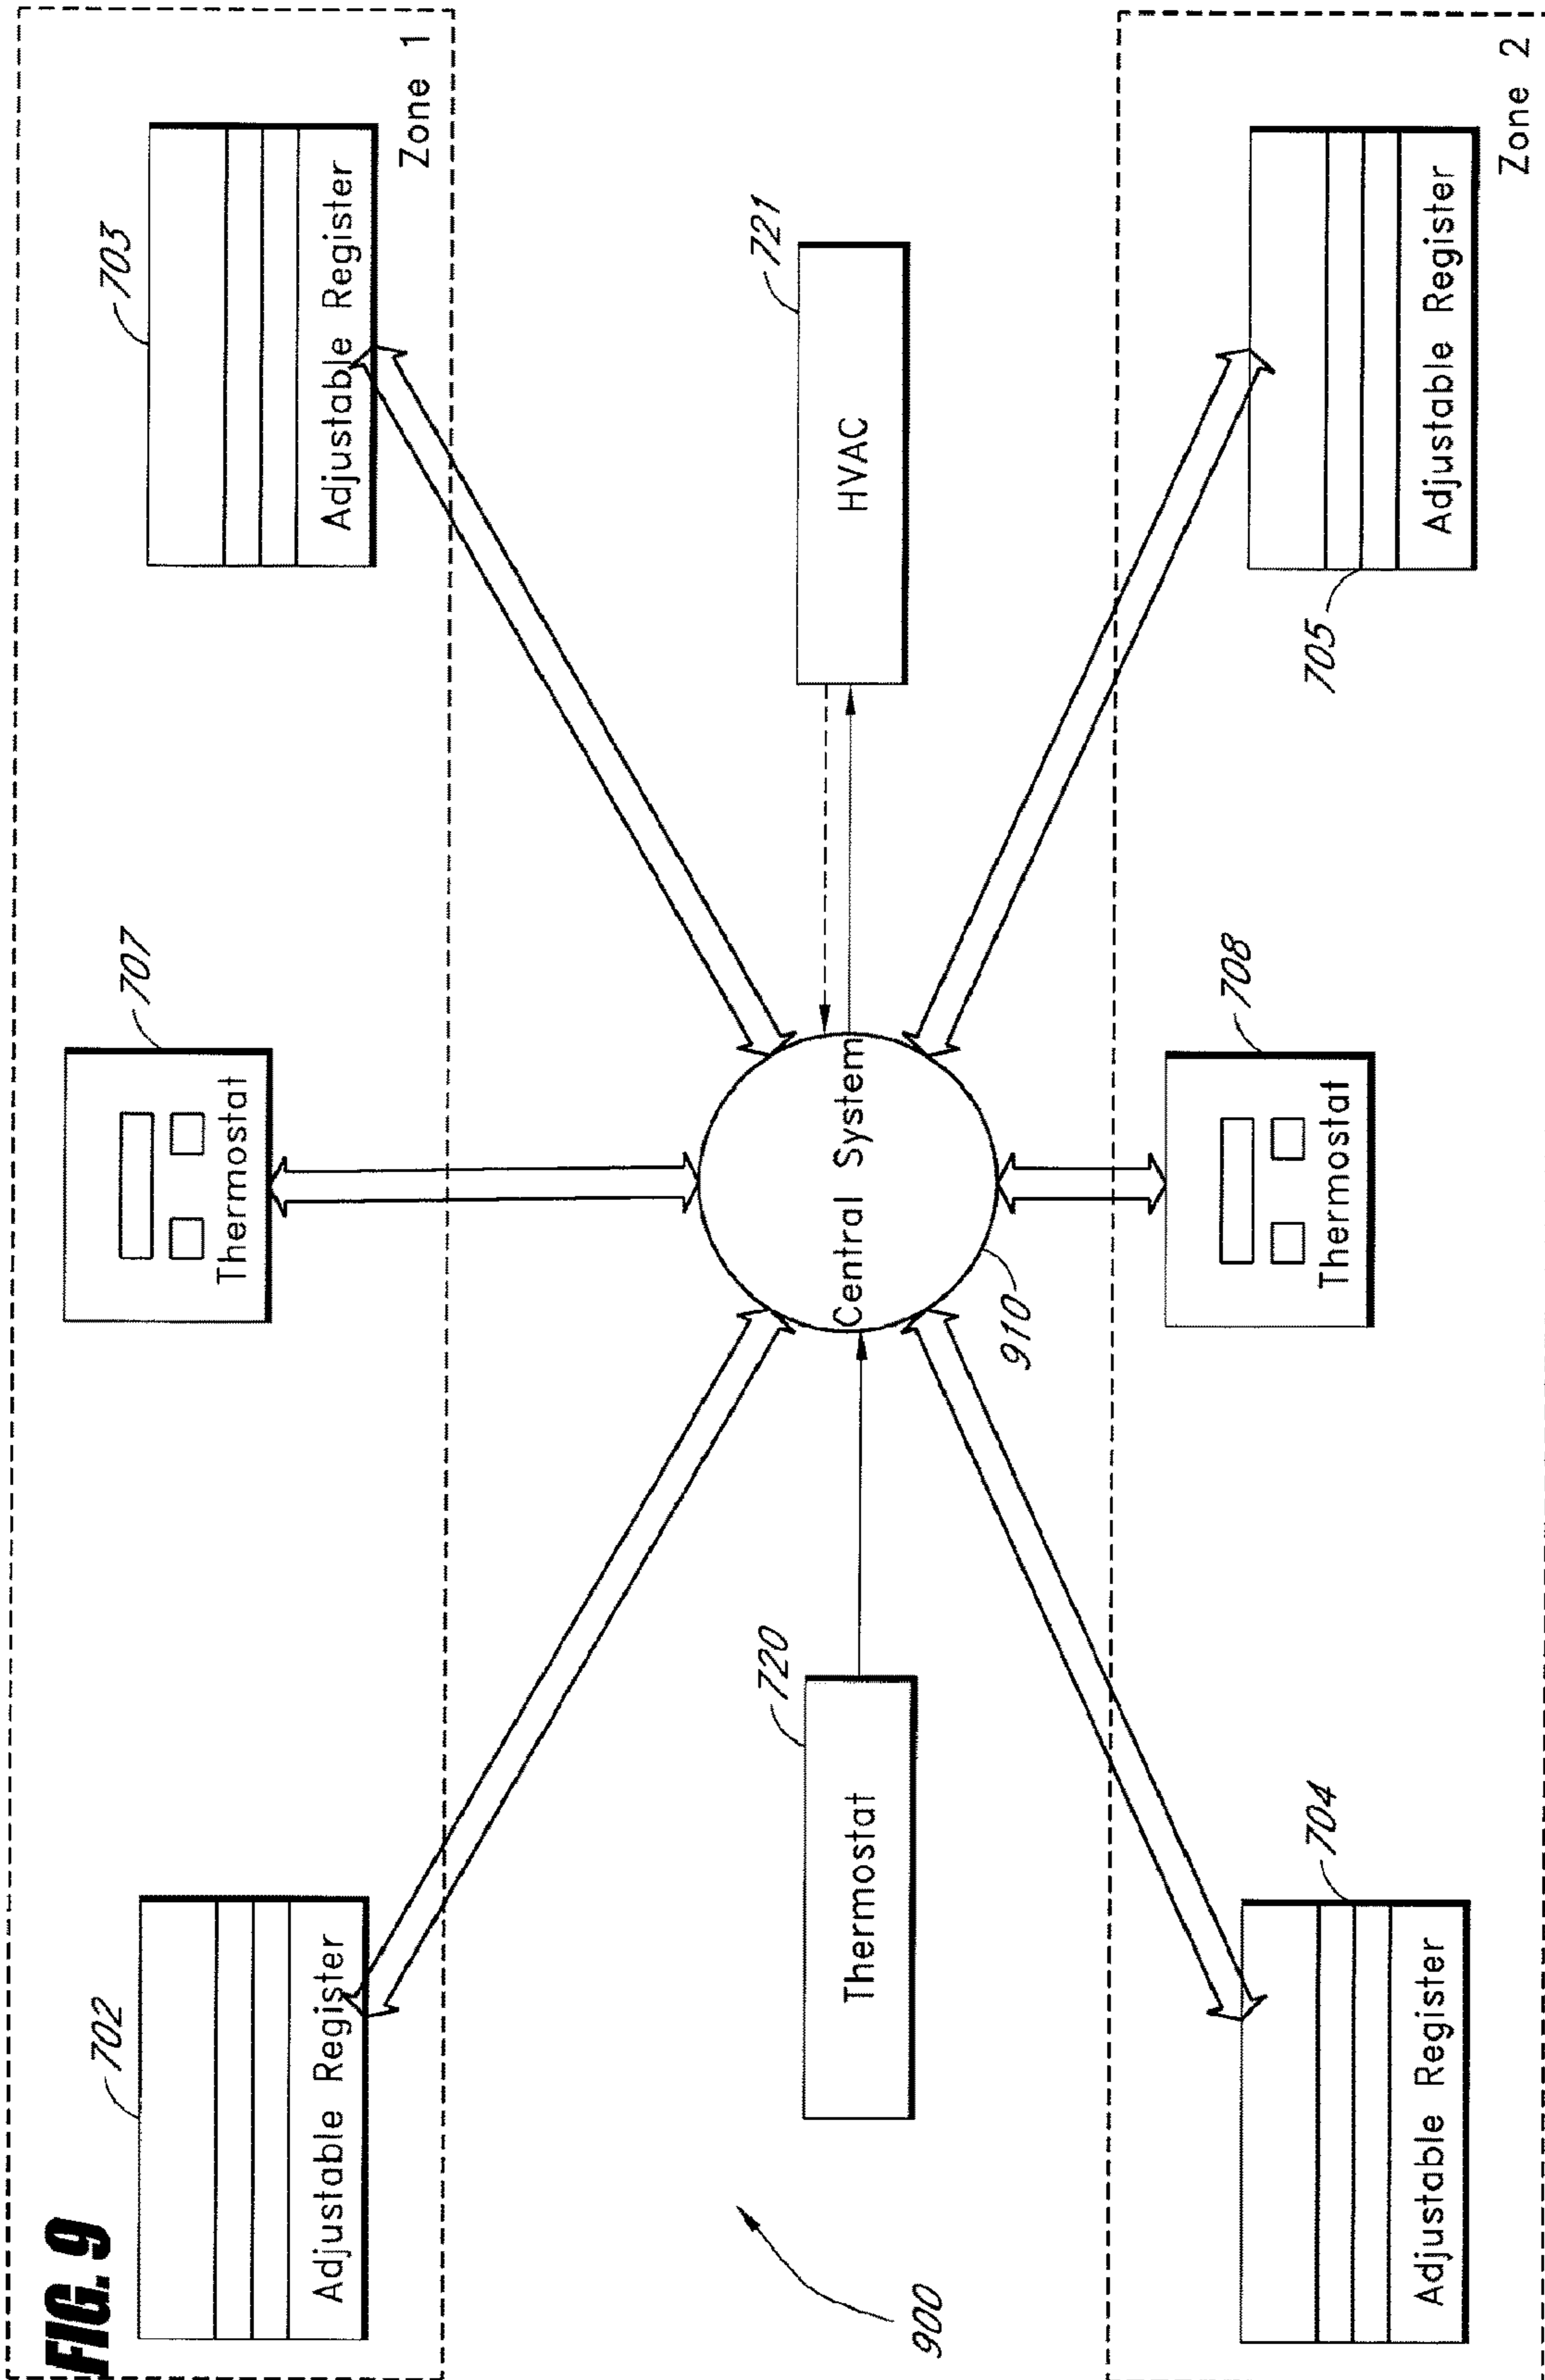 FIG. 9
702
Adjustable Register
707
Thermostat
703
Adjustable Register
Zone 1
720
Thermostat
Central System
910
721
HVAC
900
704
Adjustable Register
708
Thermostat
705
Adjustable Register
Zone 2